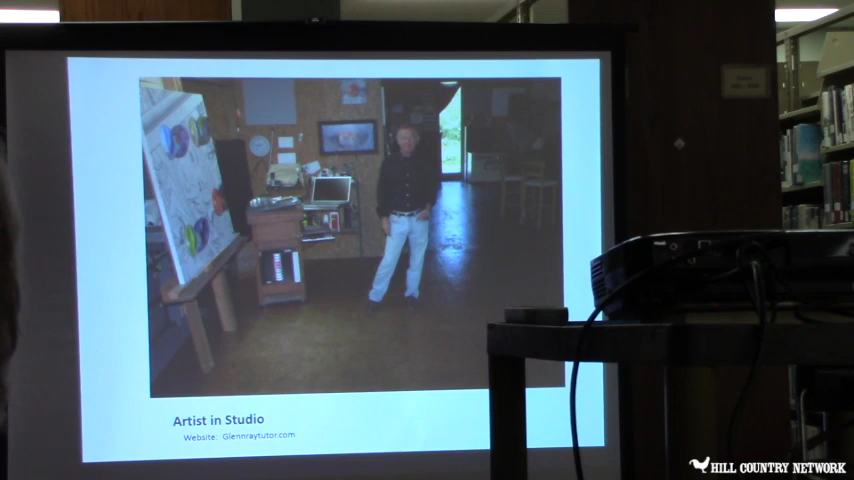 Artist in Studio
Website: Glennraytutor.com
HILL COUNTRY NETWORK